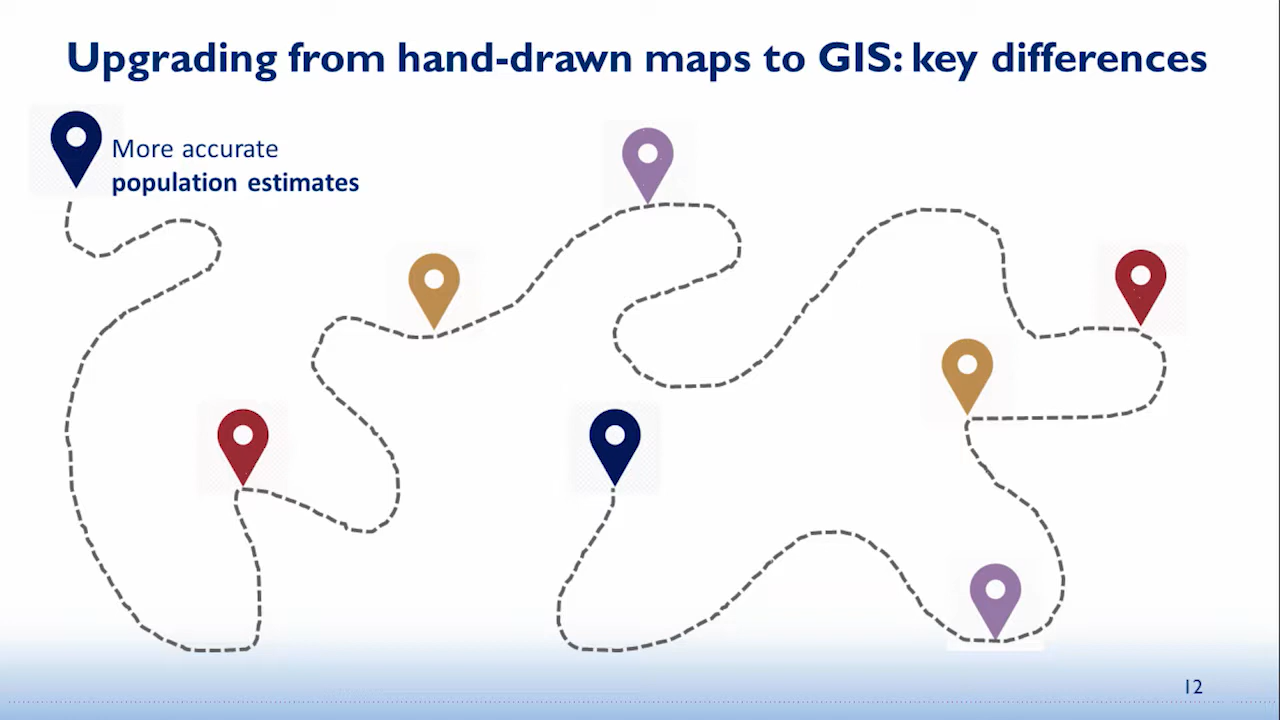 Upgrading from hand-drawn maps to GIS: key differences
More accurate
population estimates
12